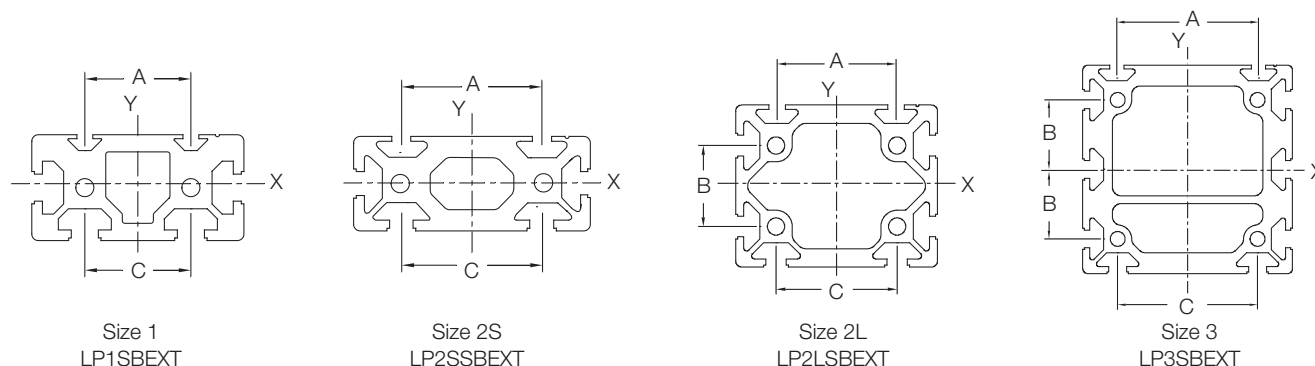 A
Y
X
C
Size 1
LP1SBEXT
A
Y
X
C
Size 2S
LP2SSBEXT
A
Y
B
X
C
Size 2L
LP2LSBEXT
A
Y
B
X
B
C
Size 3
LP3SBEXT